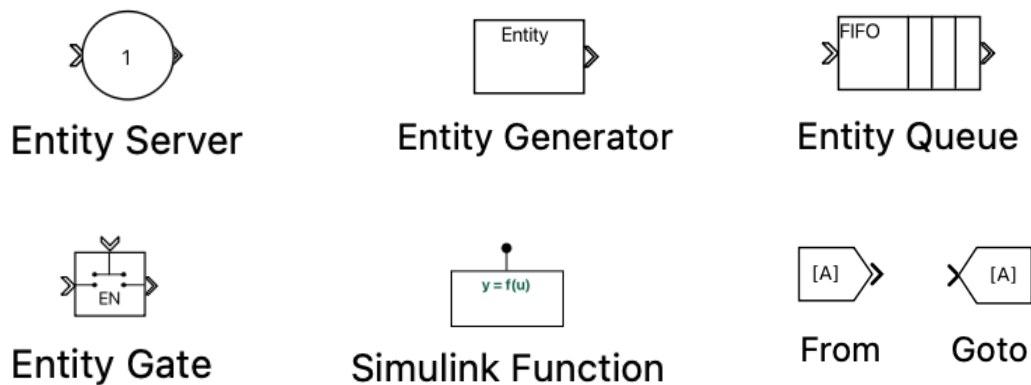 1
Entity
FIFO
Entity Server
Entity Generator
Entity Queue
EN
y = f(u)
[A]
[A]
Entity Gate
Simulink Function
From
Goto